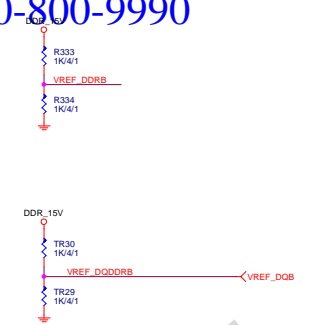 0-800-9990
DDR_15V
R333
1K/4/1
VREF_DDRB
R334
1K/4/1
DDR_15V
TR30
1K/4/1
VREF_DQDDRB
VREF_DQB
TR29
1K/4/1